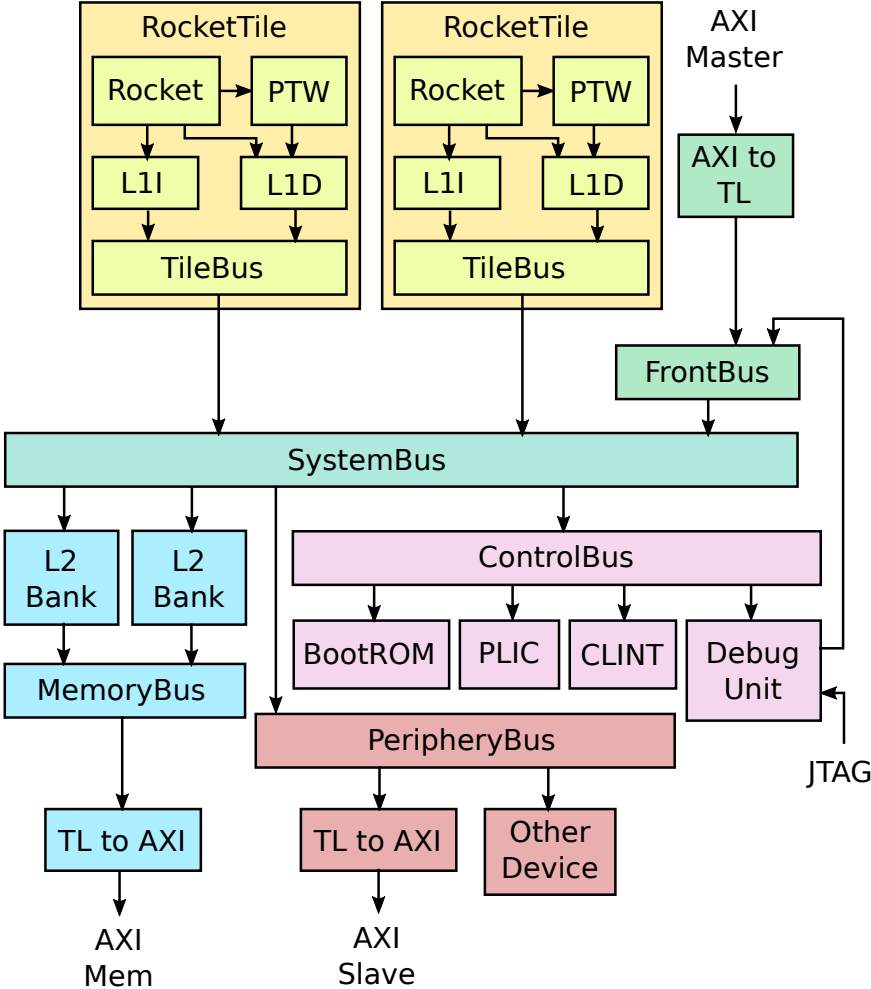 RocketTile
Rocket
PTW
L1I
L1D
TileBus
RocketTile
Rocket
PTW
L1I
L1D
TileBus
AXI
Master
AXI to
TL
FrontBus
SystemBus
L2
Bank
L2
Bank
MemoryBus
TL to AXI
AXI
Mem
ControlBus
BootROM
PLIC
CLINT
Debug
Unit
JTAG
PeripheryBus
TL to AXI
AXI
Slave
Other
Device